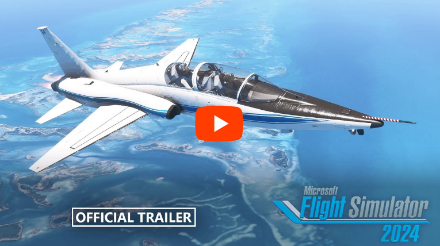 OFFICIAL TRAILER
Microsoft
Flight Simulator
2024